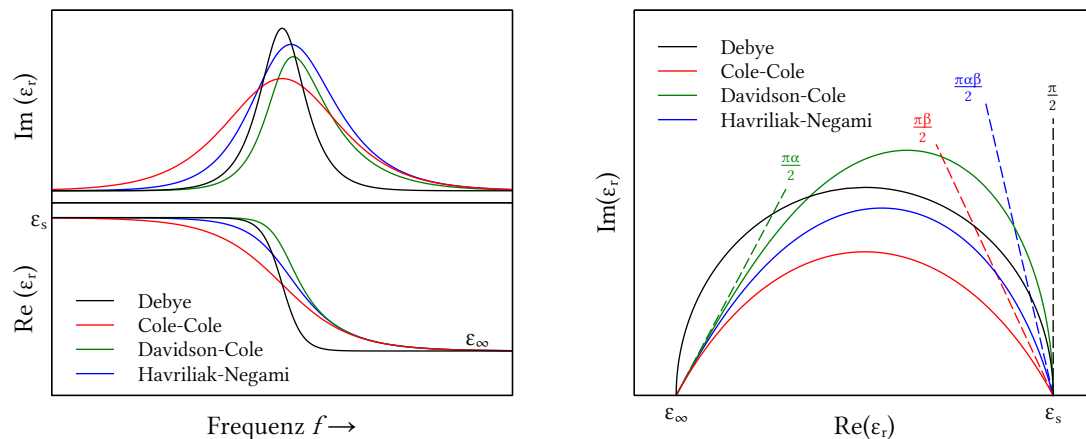 Im (εᵣ)
εₛ
Re (εᵣ)
Debye
Cole-Cole
Davidson-Cole
Havriliak-Negami
ε∞
Frequenz f →
Im(εᵣ)
Debye
Cole-Cole
Davidson-Cole
Havriliak-Negami
πα/2
πβ/2
παβ/2
π/2
ε∞
Re(εᵣ)
εₛ